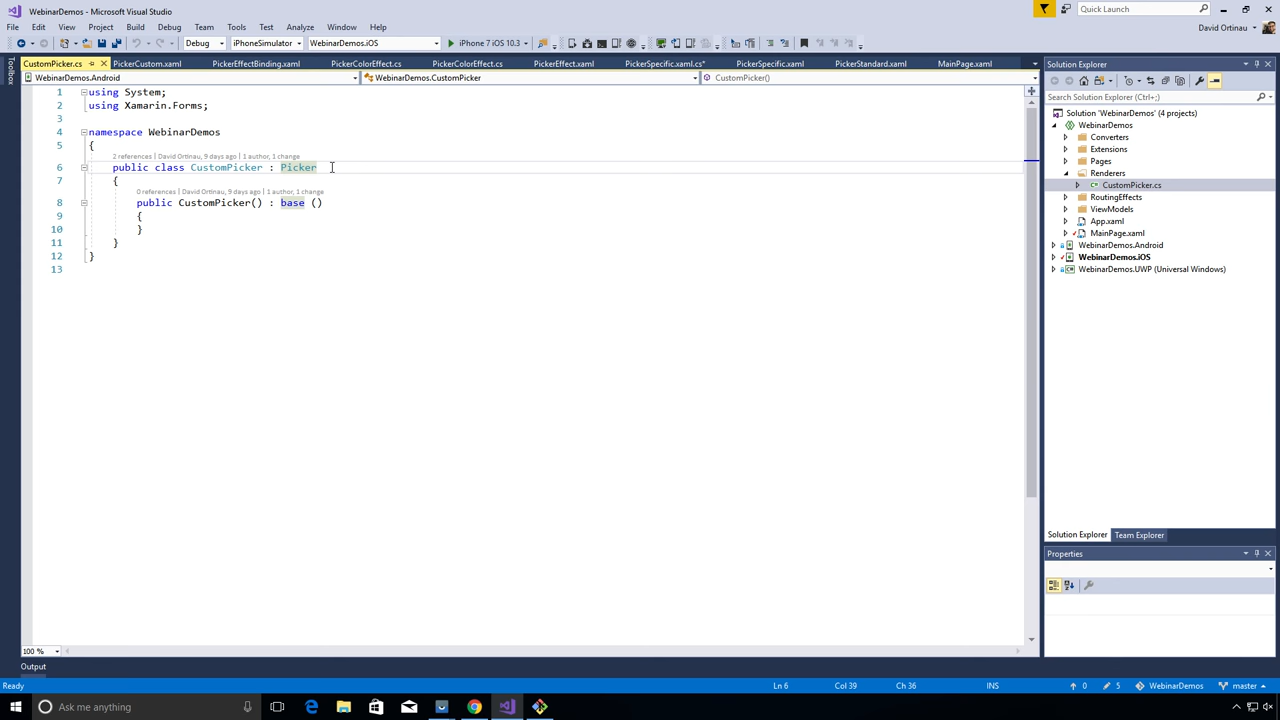 WebinarDemos - Microsoft Visual Studio
Quick Launch (Ctrl+Q)
File Edit View Project Build Debug Team Tools Test Analyze Window Help
David Ortinau
Debug iPhoneSimulator WebinarDemos.iOS iPhone 7 iOS 10.3
Toolbox
CustomPicker.cs PickerCustom.xaml PickerEffectBinding.xaml PickerColorEffect.cs PickerColorEffect.cs PickerEffect.xaml PickerSpecific.xaml.cs* PickerSpecific.xaml PickerStandard.xaml MainPage.xaml
WebinarDemos.Android WebinarDemos.CustomPicker CustomPicker()
1 using System;
2 using Xamarin.Forms;
3
4 namespace WebinarDemos
5 {
2 references | David Ortinau, 9 days ago | 1 author, 1 change
6 public class CustomPicker : Picker
7 {
0 references | David Ortinau, 9 days ago | 1 author, 1 change
8 public CustomPicker() : base ()
9 {
10 }
11 }
12 }
13
100 %
Output
Solution Explorer
Search Solution Explorer (Ctrl+;)
Solution 'WebinarDemos' (4 projects)
WebinarDemos
Converters
Extensions
Pages
Renderers
CustomPicker.cs
RoutingEffects
ViewModels
App.xaml
MainPage.xaml
WebinarDemos.Android
WebinarDemos.iOS
WebinarDemos.UWP (Universal Windows)
Solution Explorer Team Explorer
Properties
Ready Ln 6 Col 39 Ch 36 INS 0 5 WebinarDemos master
Ask me anything